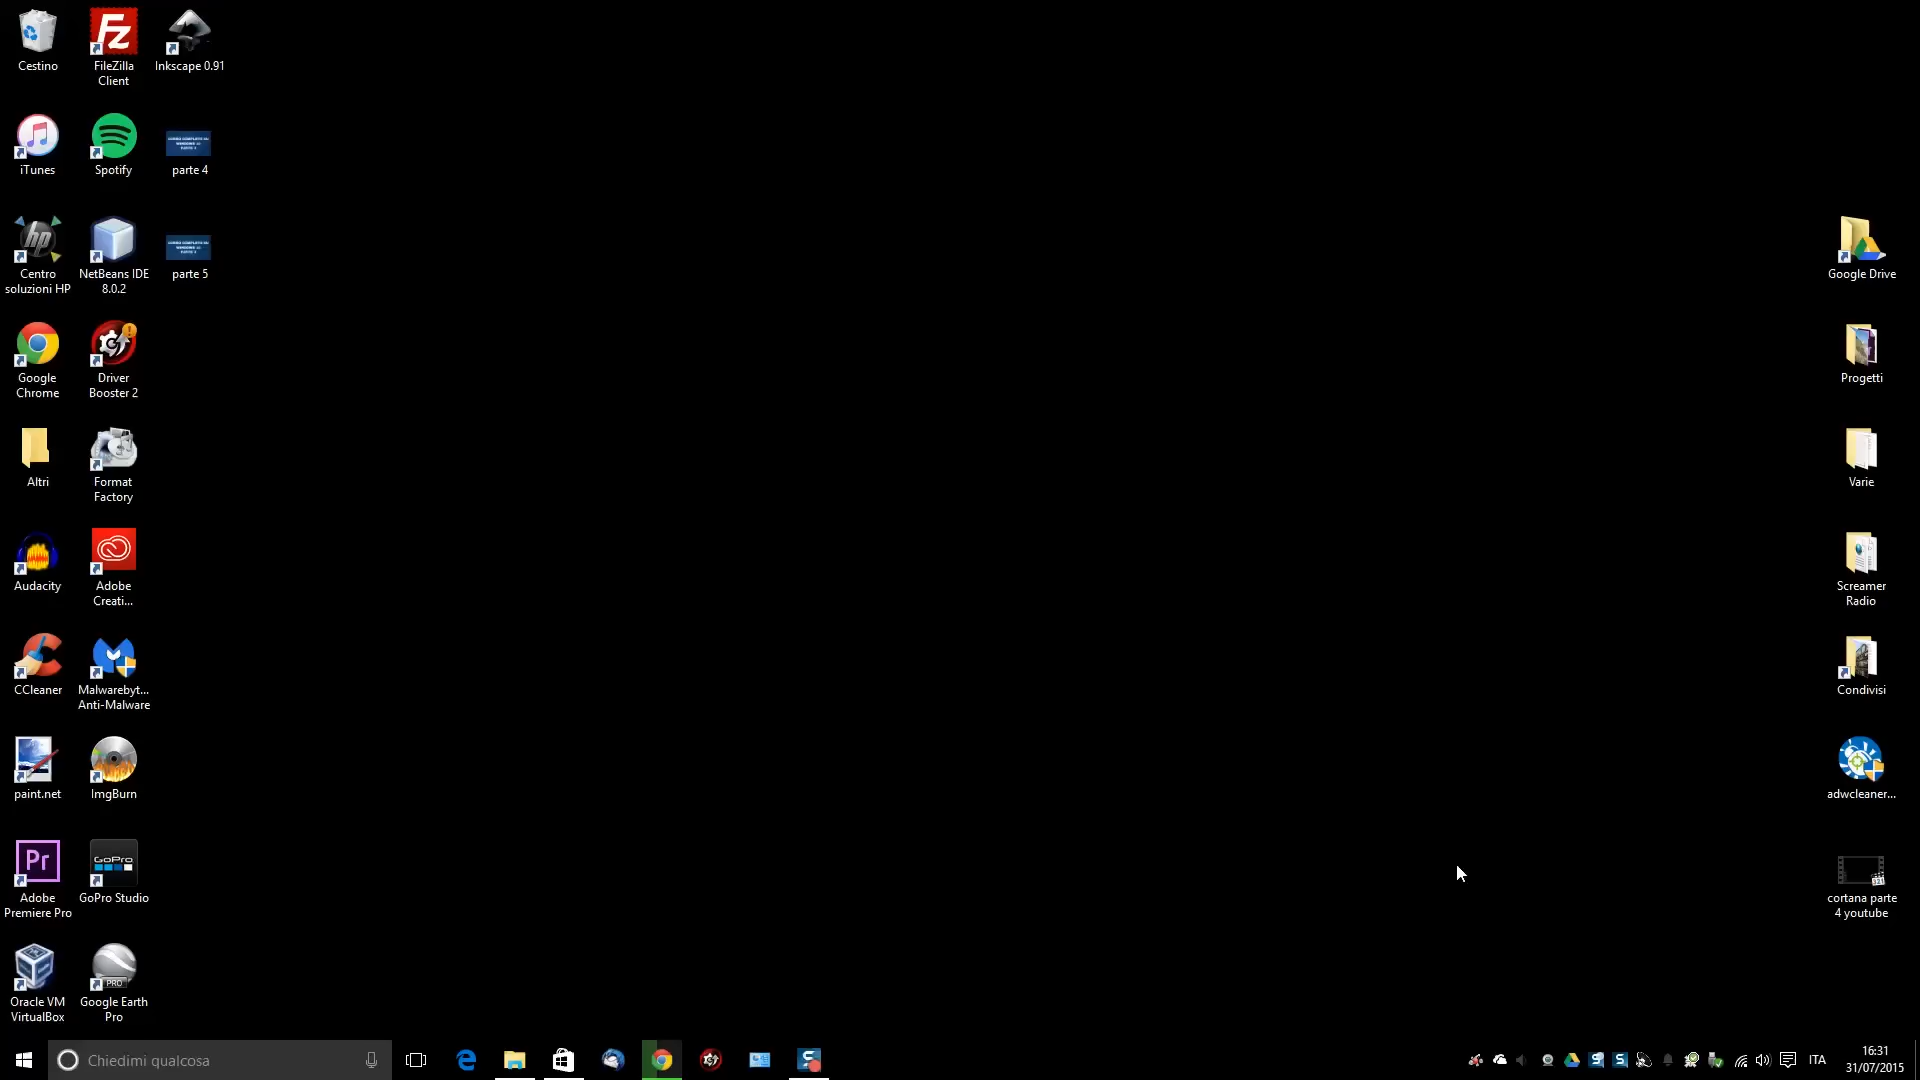 Cestino
FileZilla
Client
Inkscape 0.91
iTunes
Spotify
parte 4
Centro
soluzioni HP
NetBeans IDE
8.0.2
parte 5
Google Drive
Google
Chrome
Driver
Booster 2
Progetti
Altri
Format
Factory
Varie
Audacity
Adobe
Creati...
Screamer
Radio
CCleaner
Malwarebyt...
Anti-Malware
Condivisi
paint.net
ImgBurn
adwcleaner...
Pr
Adobe
Premiere Pro
GoPro
GoPro Studio
cortana parte
4 youtube
Oracle VM
VirtualBox
PRO
Google Earth
Pro
Chiedimi qualcosa
ITA
16:31
31/07/2015